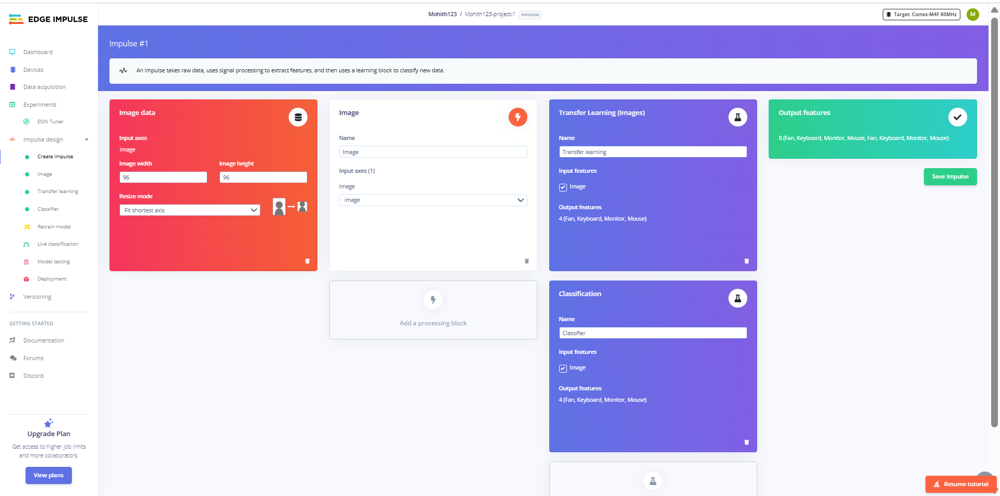 EDGE IMPULSE
Mohith123 / Mohith123-project-1 PERSONAL
Target: Cortex-M4F 80MHz
M
Dashboard
Devices
Data acquisition
Experiments
EON Tuner
Impulse design
Create impulse
Image
Transfer learning
Classifier
Retrain model
Live classification
Model testing
Deployment
Versioning
GETTING STARTED
Documentation
Forums
Discord
Upgrade Plan
Get access to higher job limits
and more collaborators.
View plans
Impulse #1
An impulse takes raw data, uses signal processing to extract features, and then uses a learning block to classify new data.
Image data
Input axes
image
Image width
Image height
96
96
Resize mode
Fit shortest axis
Image
Name
Image
Input axes (1)
Image
image
Add a processing block
Transfer Learning (Images)
Name
Transfer learning
Input features
Image
Output features
4 (Fan, Keyboard, Monitor, Mouse)
Classification
Name
Classifier
Input features
Image
Output features
4 (Fan, Keyboard, Monitor, Mouse)
Output features
8 (Fan, Keyboard, Monitor, Mouse, Fan, Keyboard, Monitor, Mouse)
Save Impulse
Resume tutorial